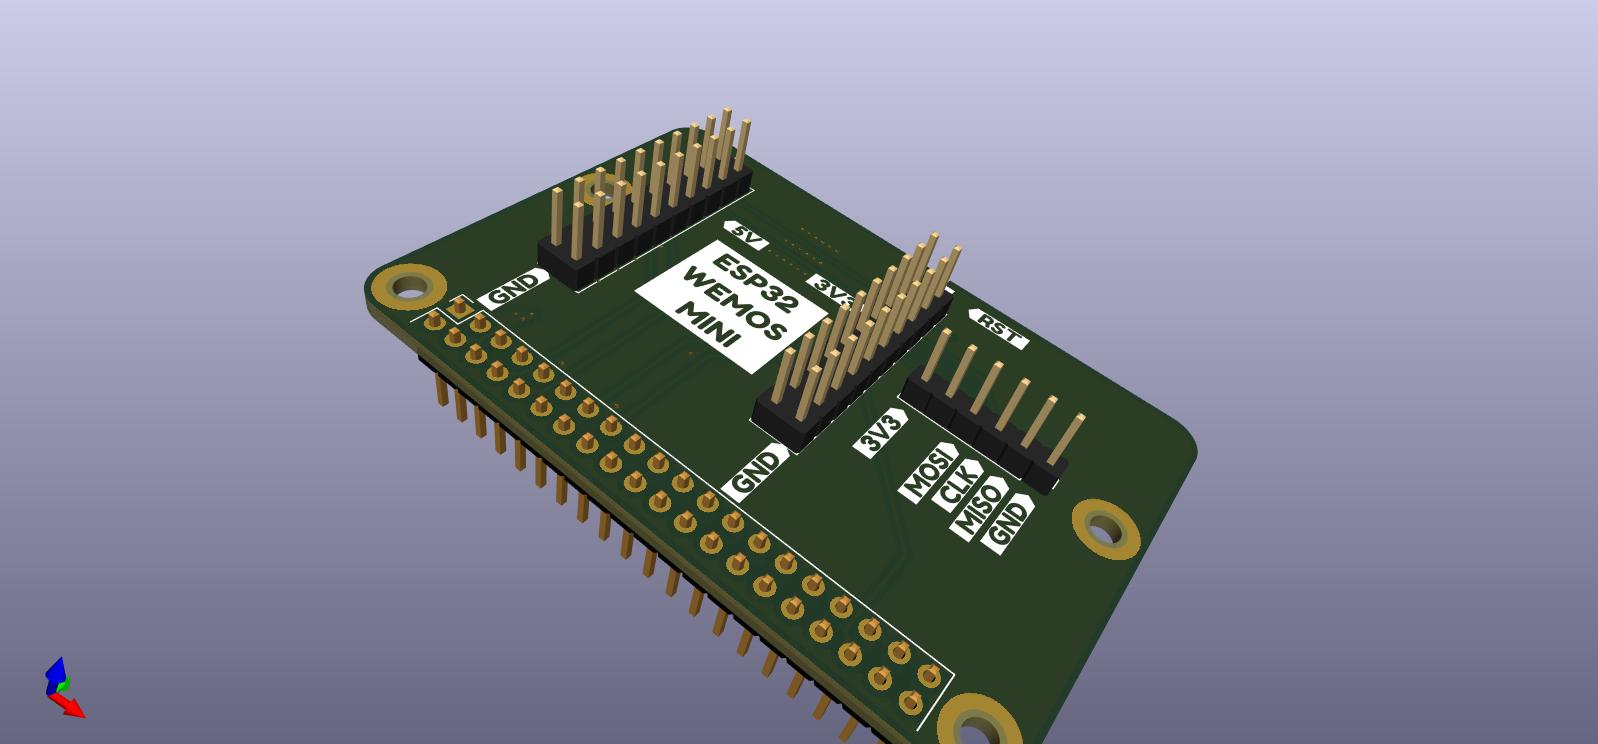 5V
GND
ESP32
WEMOS
MINI
3V3
RST
3V3
GND
MOSI
CLK
MISO
GND